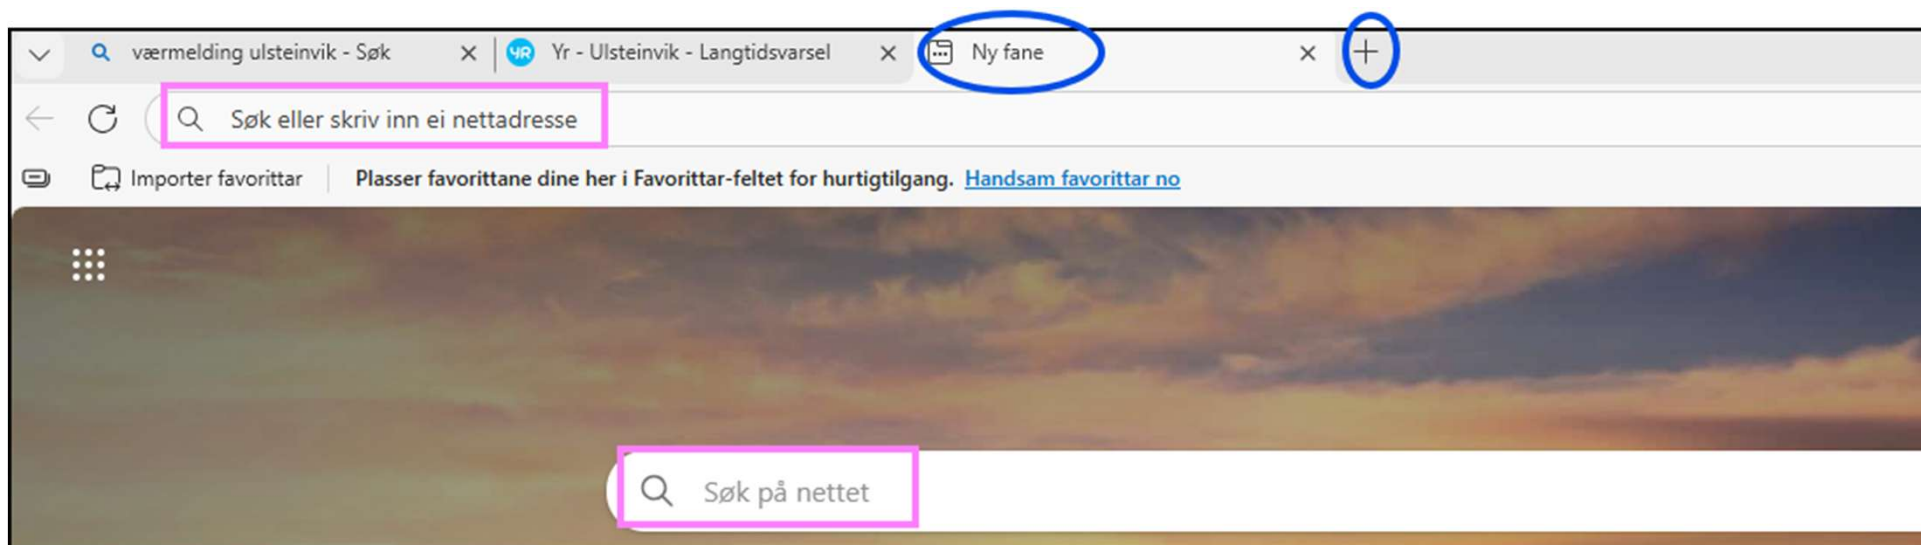 værmelding ulsteinvik - Søk YR Yr - Ulsteinvik - Langtidsvarsel Ny fane
Søk eller skriv inn ei nettadresse
Importer favorittar Plasser favorittane dine her i Favorittar-feltet for hurtigtilgang. Handsam favorittar no
Søk på nettet